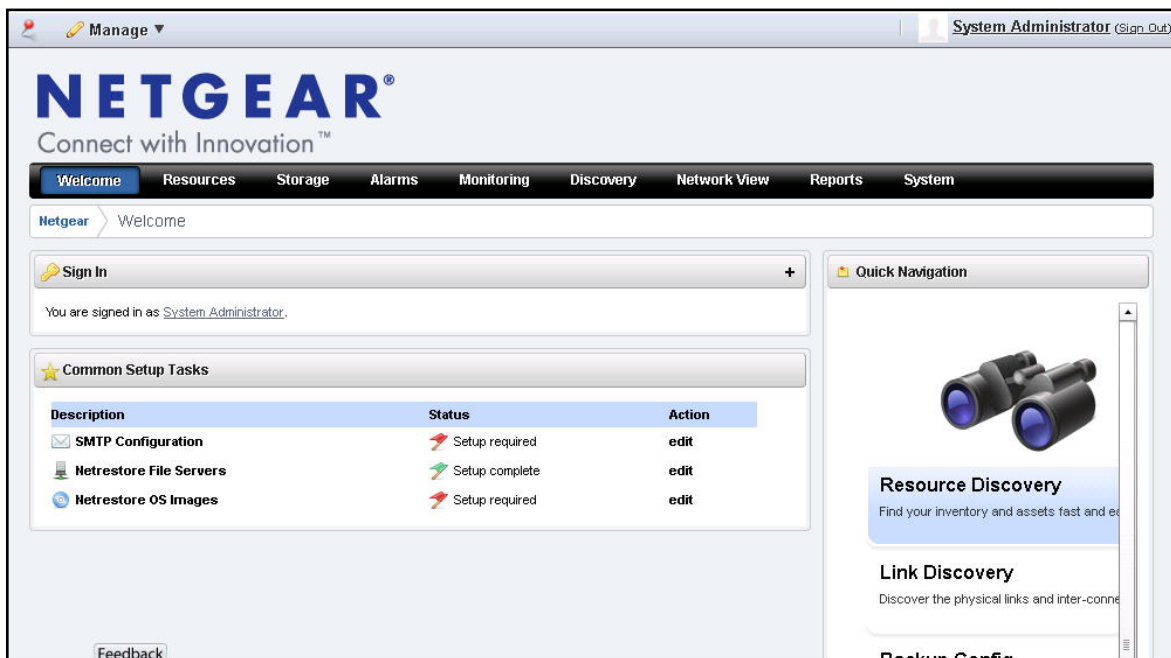 Manage ▼
System Administrator (Sign Out)
NETGEAR®
Connect with Innovation™
Welcome Resources Storage Alarms Monitoring Discovery Network View Reports System
Netgear Welcome
Sign In +
You are signed in as System Administrator.
Common Setup Tasks
Description Status Action
SMTP Configuration Setup required edit
Netrestore File Servers Setup complete edit
Netrestore OS Images Setup required edit
Feedback
Quick Navigation
Resource Discovery
Find your inventory and assets fast and
Link Discovery
Discover the physical links and
Backup Config